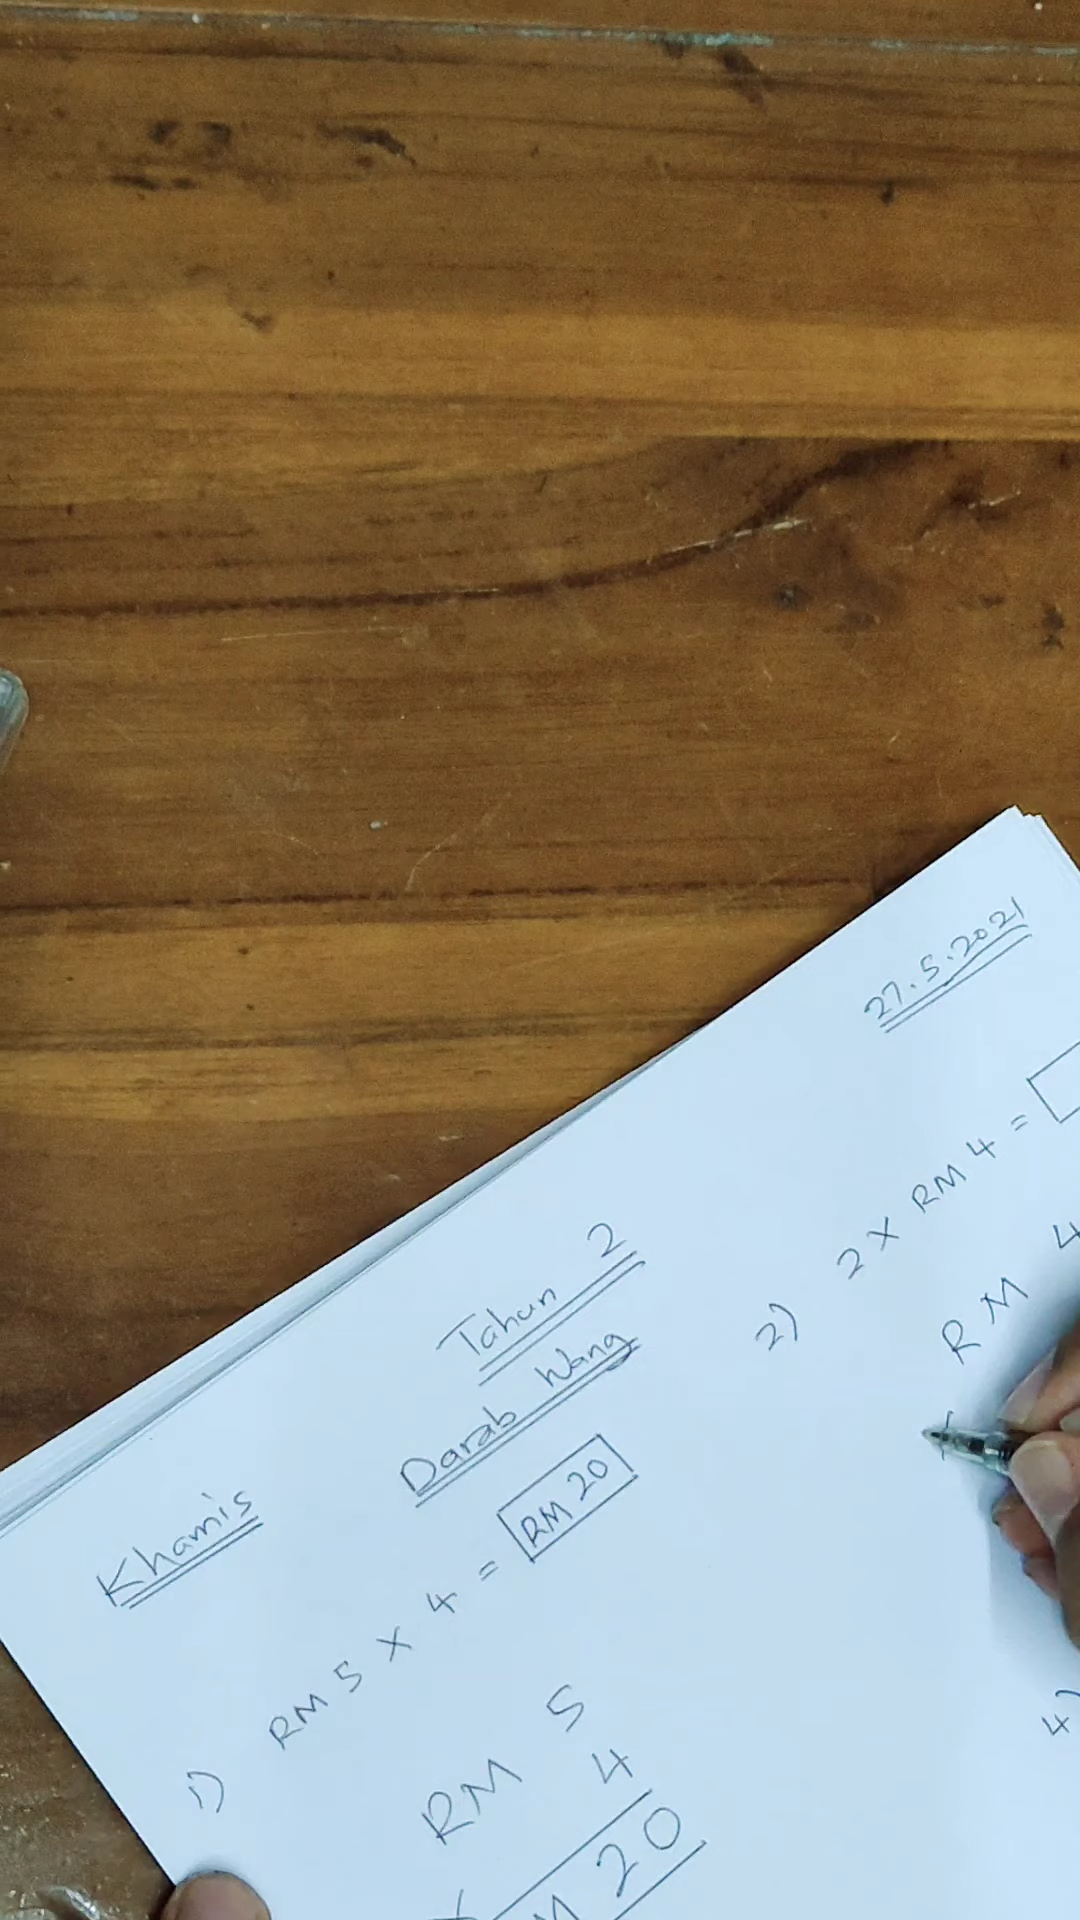 27.5.2021
Khamis
Tahun 2
Darab Wang
1) RM 5 × 4 = RM 20
RM 5
4
20
2) 2 × RM 4 =
RM 4
4)